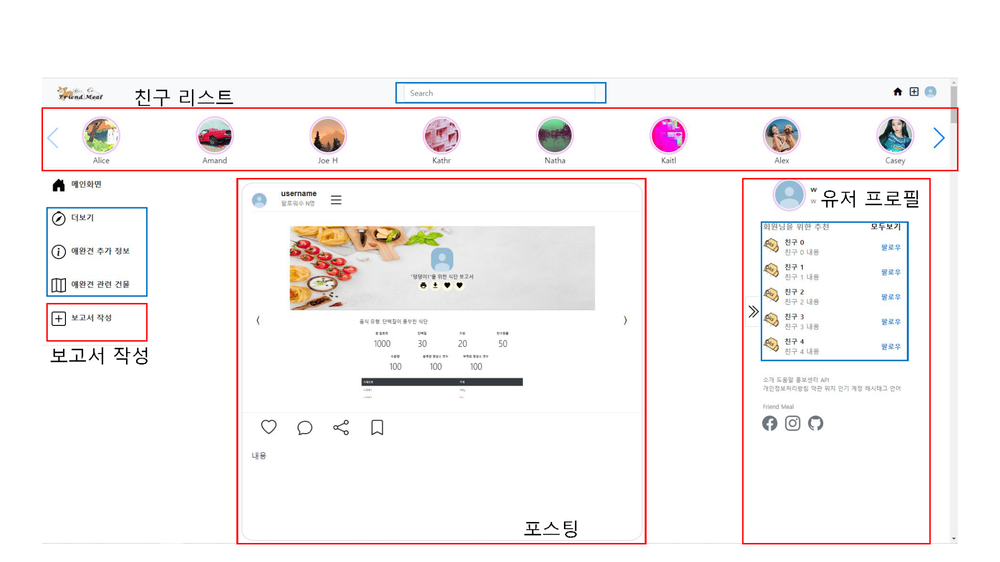 Friend Meal
친구 리스트
Search
Alice
Amand
Joe H
Kathr
Natha
Kaitl
Alex
Casey
메인화면
더보기
애완견 추가 정보
애완견 관련 건물
보고서 작성
보고서 작성
username
팔로워수 N명
"댕댕이1"을 위한 식단 보고서
음식 유형: 단백질이 풍부한 식단
총 칼로리 단백질 지방 탄수화물
1000 30 20 50
수분량 충족한 영양소 갯수 부족한 영양소 갯수
100 100 100
식재료명 무게
식재료1 100g
내용
포스팅
w
w
유저 프로필
회원님을 위한 추천 모두보기
친구 0
친구 0 내용
팔로우
친구 1
친구 1 내용
팔로우
친구 2
친구 2 내용
팔로우
친구 3
친구 3 내용
팔로우
친구 4
친구 4 내용
팔로우
소개 도움말 홍보센터 API
개인정보처리방침 약관 위치 인기 계정 해시태그 언어
Friend Meal